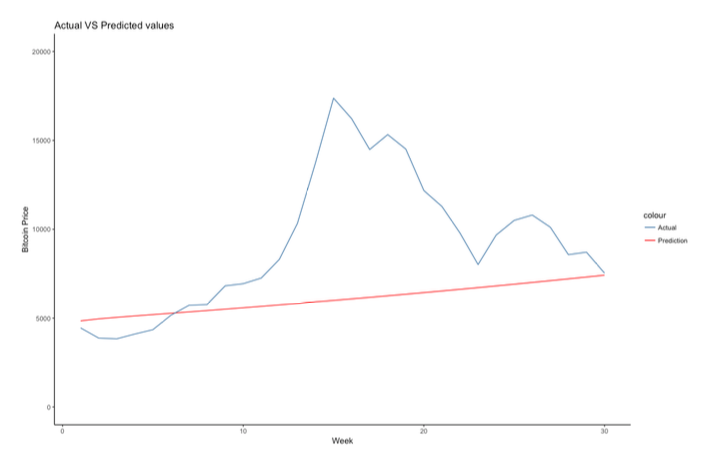 Actual VS Predicted values
20000
15000
10000
5000
0
Bitcoin Price
0 10 20 30
Week
colour
Actual
Prediction